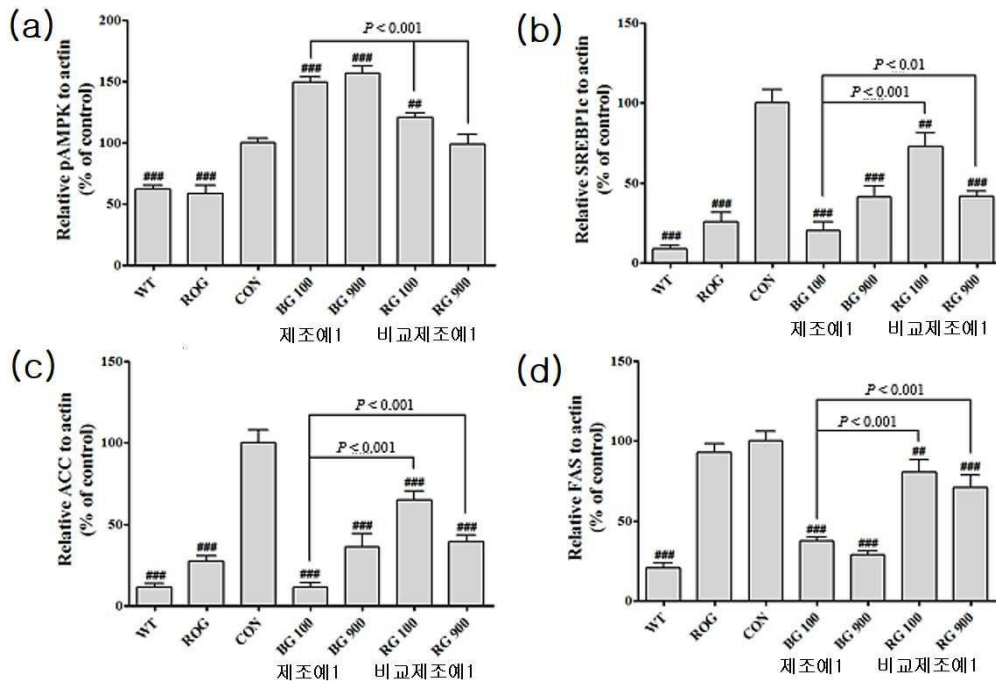 (a)
Relative pAMPK to actin
(% of control)
200
150
100
50
0
###
###
###
###
##
P < 0.001
WT
ROG
CON
BG 100
BG 900
RG 100
RG 900
제조예1
비교제조예1
(b)
Relative SREBP1c to actin
(% of control)
150
100
50
0
###
###
###
###
##
###
P < 0.01
P < 0.001
WT
ROG
CON
BG 100
BG 900
RG 100
RG 900
제조예1
비교제조예1
(c)
Relative ACC to actin
(% of control)
150
100
50
0
###
###
###
###
###
###
P < 0.001
P < 0.001
WT
ROG
CON
BG 100
BG 900
RG 100
RG 900
제조예1
비교제조예1
(d)
Relative FAS to actin
(% of control)
150
100
50
0
###
###
###
##
###
P < 0.001
P < 0.001
WT
ROG
CON
BG 100
BG 900
RG 100
RG 900
제조예1
비교제조예1